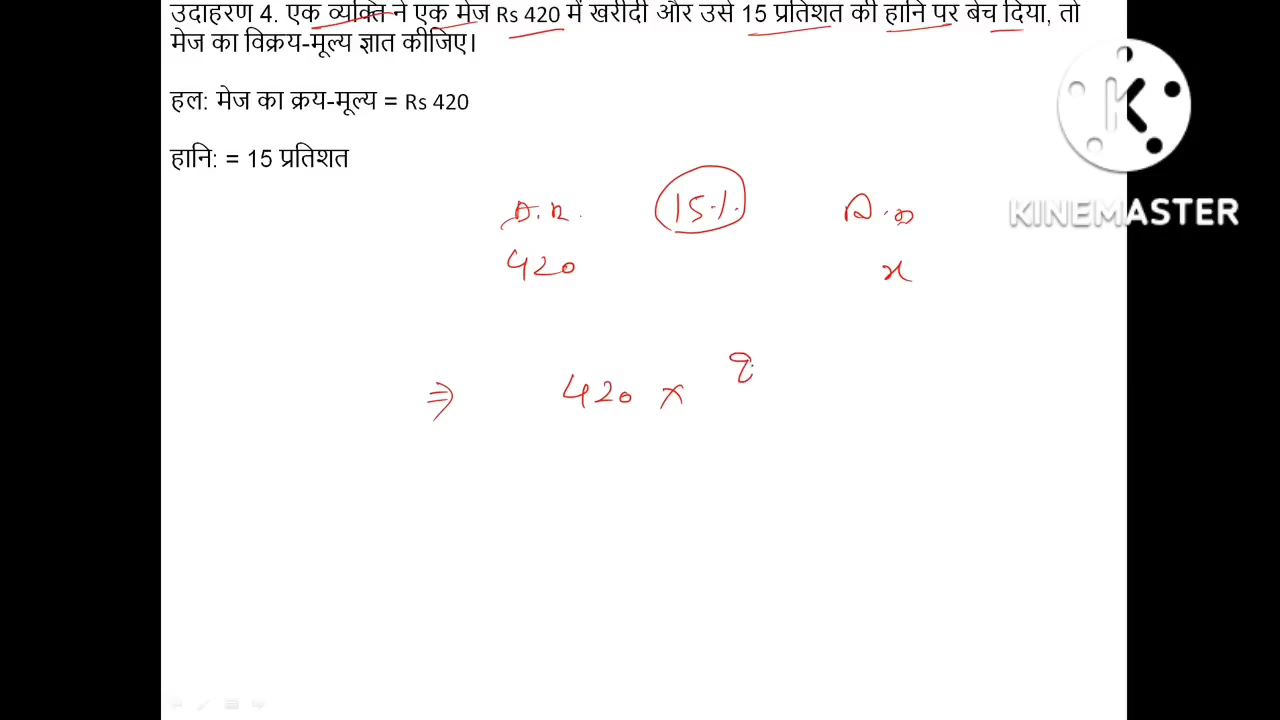 उदाहरण 4. एक व्यक्ति ने एक मेज Rs 420 में खरीदी और उसे 15 प्रतिशत की हानि पर बेच दिया, तो
मेज का विक्रय-मूल्य ज्ञात कीजिए।
हल: मेज का क्रय-मूल्य = Rs 420
हानि: = 15 प्रतिशत
15%
420 x
⇒ 420 ×
K
KINEMASTER